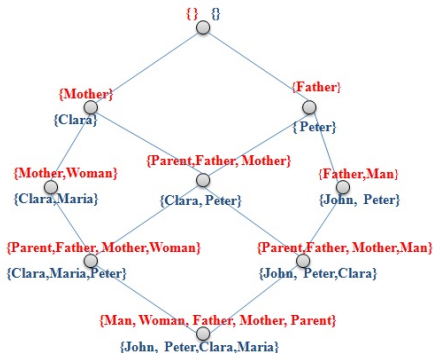 {} {}
{Mother}
{Father}
{Clara}
{Peter}
{Mother,Woman}
{Parent,Father, Mother}
{Father,Man}
{Clara,Maria}
{Clara, Peter}
{John, Peter}
{Parent,Father, Mother,Woman}
{Parent,Father, Mother,Man}
{Clara,Maria,Peter}
{John, Peter,Clara}
{Man, Woman, Father, Mother, Parent}
{John, Peter,Clara,Maria}